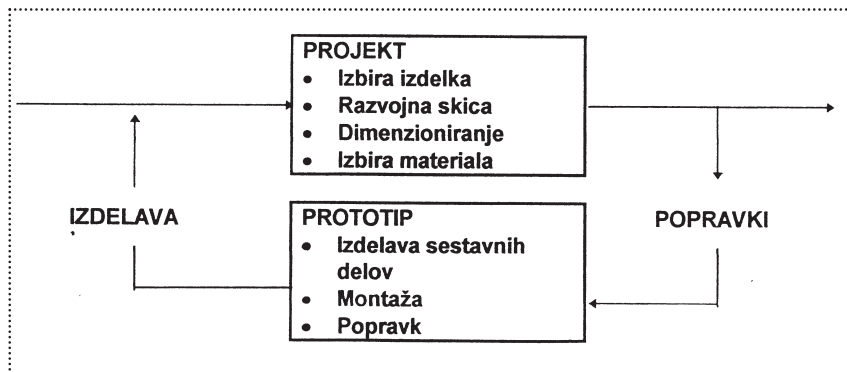 PROJEKT
• Izbira izdelka
• Razvojna skica
• Dimenzioniranje
• Izbira materiala
IZDELAVA
PROTOTIP
• Izdelava sestavnih
delov
• Montaža
• Popravk
POPRAVKI